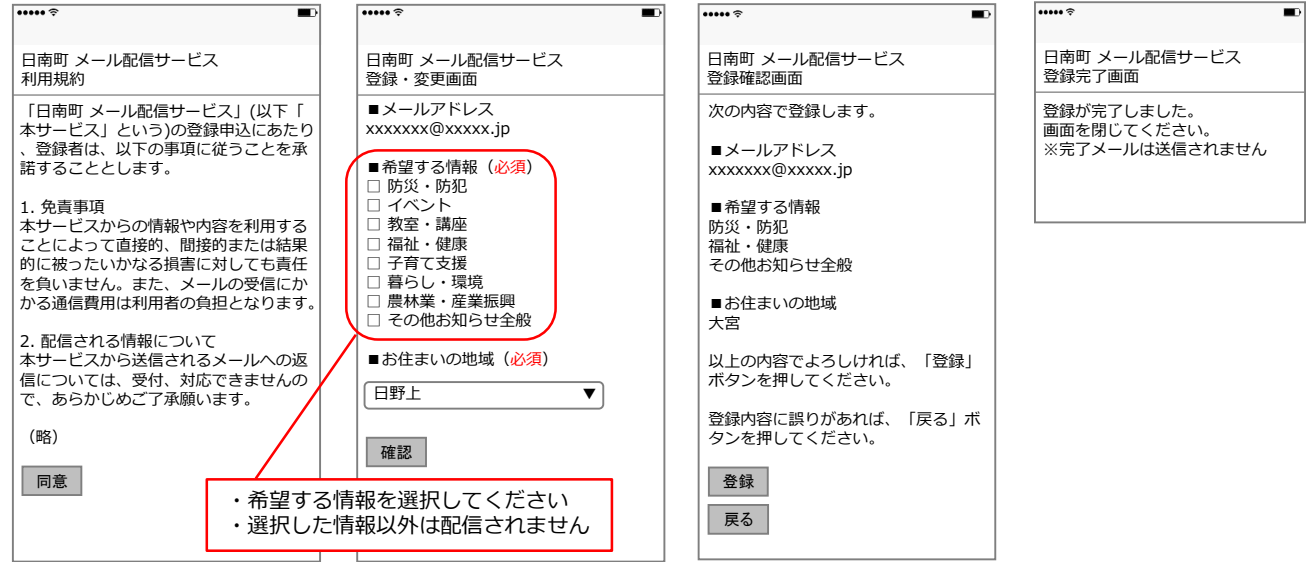 日南町 メール配信サービス
利用規約
「日南町 メール配信サービス」(以下「
本サービス」という)の登録申込にあたり
、登録者は、以下の事項に従うことを承
諾することとします。
1. 免責事項
本サービスからの情報や内容を利用する
ことによって直接的、間接的または結果
的に被ったいかなる損害に対しても責任
を負いません。また、メールの受信にか
かる通信費用は利用者の負担となります。
2. 配信される情報について
本サービスから送信されるメールへの返
信については、受付、対応できませんの
で、あらかじめご了承願います。
（略）
同意
日南町 メール配信サービス
登録・変更画面
■メールアドレス
xxxxxxx@xxxxx.jp
■希望する情報（必須）
□ 防災・防犯
□ イベント
□ 教室・講座
□ 福祉・健康
□ 子育て支援
□ 暮らし・環境
□ 農林業・産業振興
□ その他お知らせ全般
■お住まいの地域（必須）
日野上 ▼
確認
・希望する情報を選択してください
・選択した情報以外は配信されません
日南町 メール配信サービス
登録確認画面
次の内容で登録します。
■メールアドレス
xxxxxxx@xxxxx.jp
■希望する情報
防災・防犯
福祉・健康
その他お知らせ全般
■お住まいの地域
大宮
以上の内容でよろしければ、「登録」
ボタンを押してください。
登録内容に誤りがあれば、「戻る」ボ
タンを押してください。
登録
戻る
日南町 メール配信サービス
登録完了画面
登録が完了しました。
画面を閉じてください。
※完了メールは送信されません